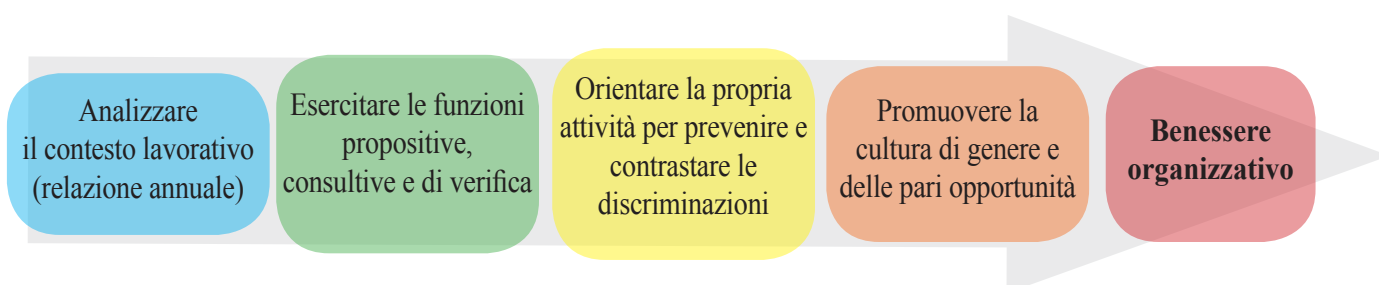 Analizzare
il contesto lavorativo
(relazione annuale)
Esercitare le funzioni
propositive,
consultive e di verifica
Orientare la propria
attività per prevenire e
contrastare le
discriminazioni
Promuovere la
cultura di genere e
delle pari opportunità
Benessere
organizzativo